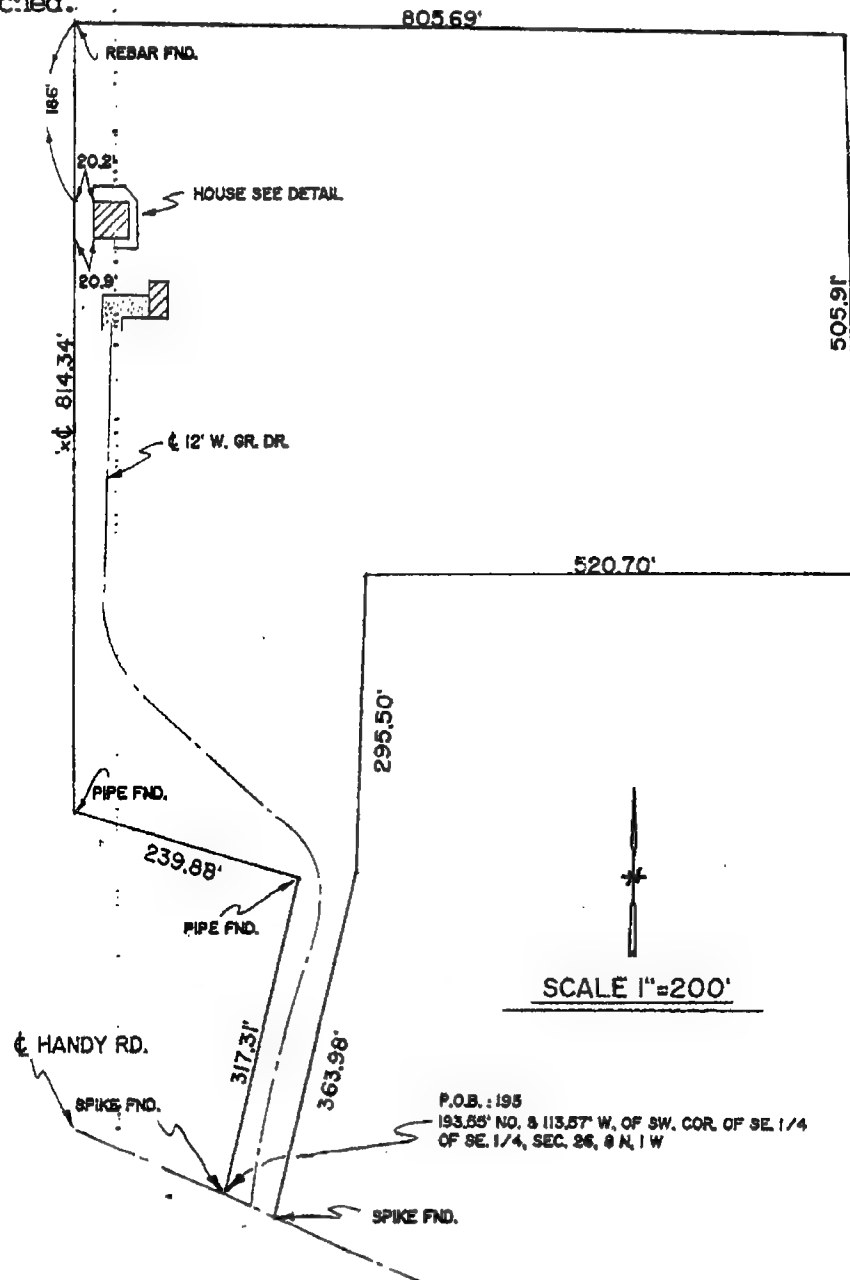 805.69'
REBAR FND.
186'
20.2'
HOUSE SEE DETAIL
20.9'
505.91'
814.34'
℄ 12' W. GR. DR.
520.70'
295.50'
PIPE FND.
239.88'
PIPE FND.
SCALE 1"=200'
℄ HANDY RD.
317.31'
363.98'
SPIKE FND.
P.O.B. : 195
193.55' NO. & 113.57' W. OF SW. COR. OF SE. 1/4
OF SE. 1/4, SEC. 26, 8 N, 1 W
SPIKE FND.